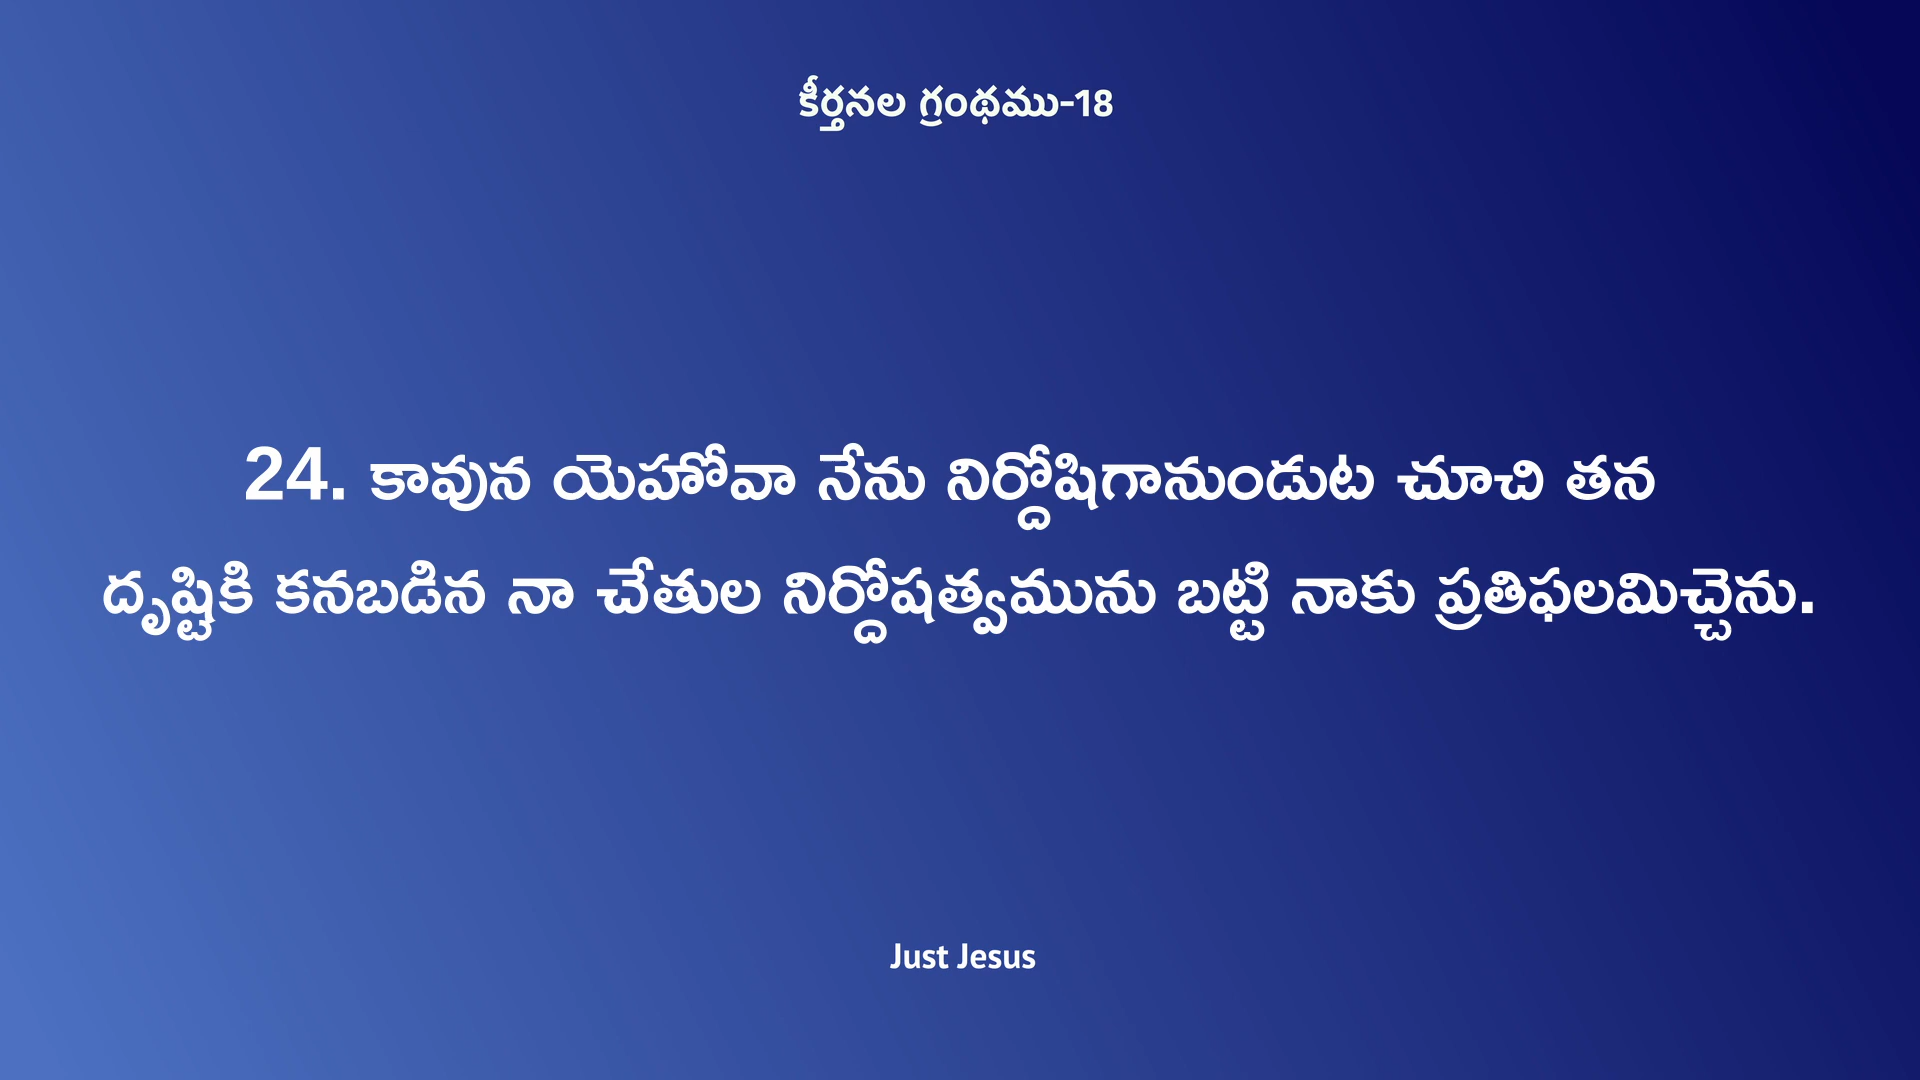 కీర్తనల గ్రంథము-18
24. కావున యెహోవా నేను నిర్దోషిగానుండుట చూచి తన
దృష్టికి కనబడిన నా చేతుల నిర్దోషత్వమును బట్టి నాకు ప్రతిఫలమిచ్చెను.
Just Jesus